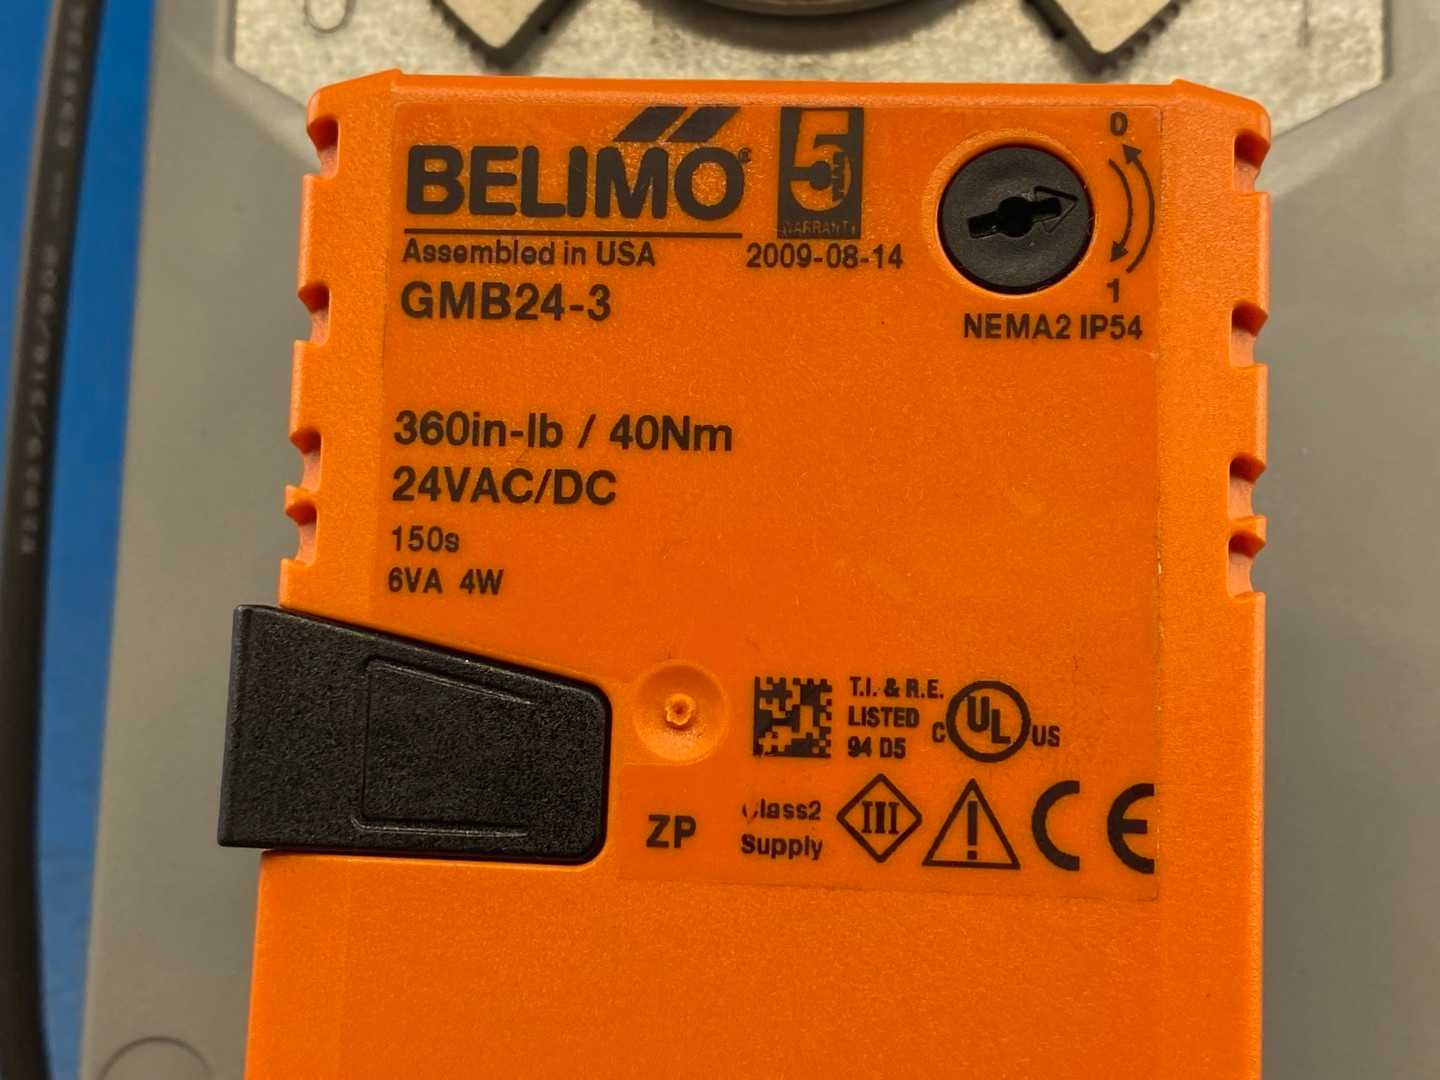 BELIMO®
5
WARRANTY
Assembled in USA
2009-08-14
GMB24-3
0
1
NEMA2 IP54
360in-lb / 40Nm
24VAC/DC
150s
6VA 4W
T.I. & R.E.
LISTED
94 D5
C UL US
ZP
Class2
Supply
III
!
CE